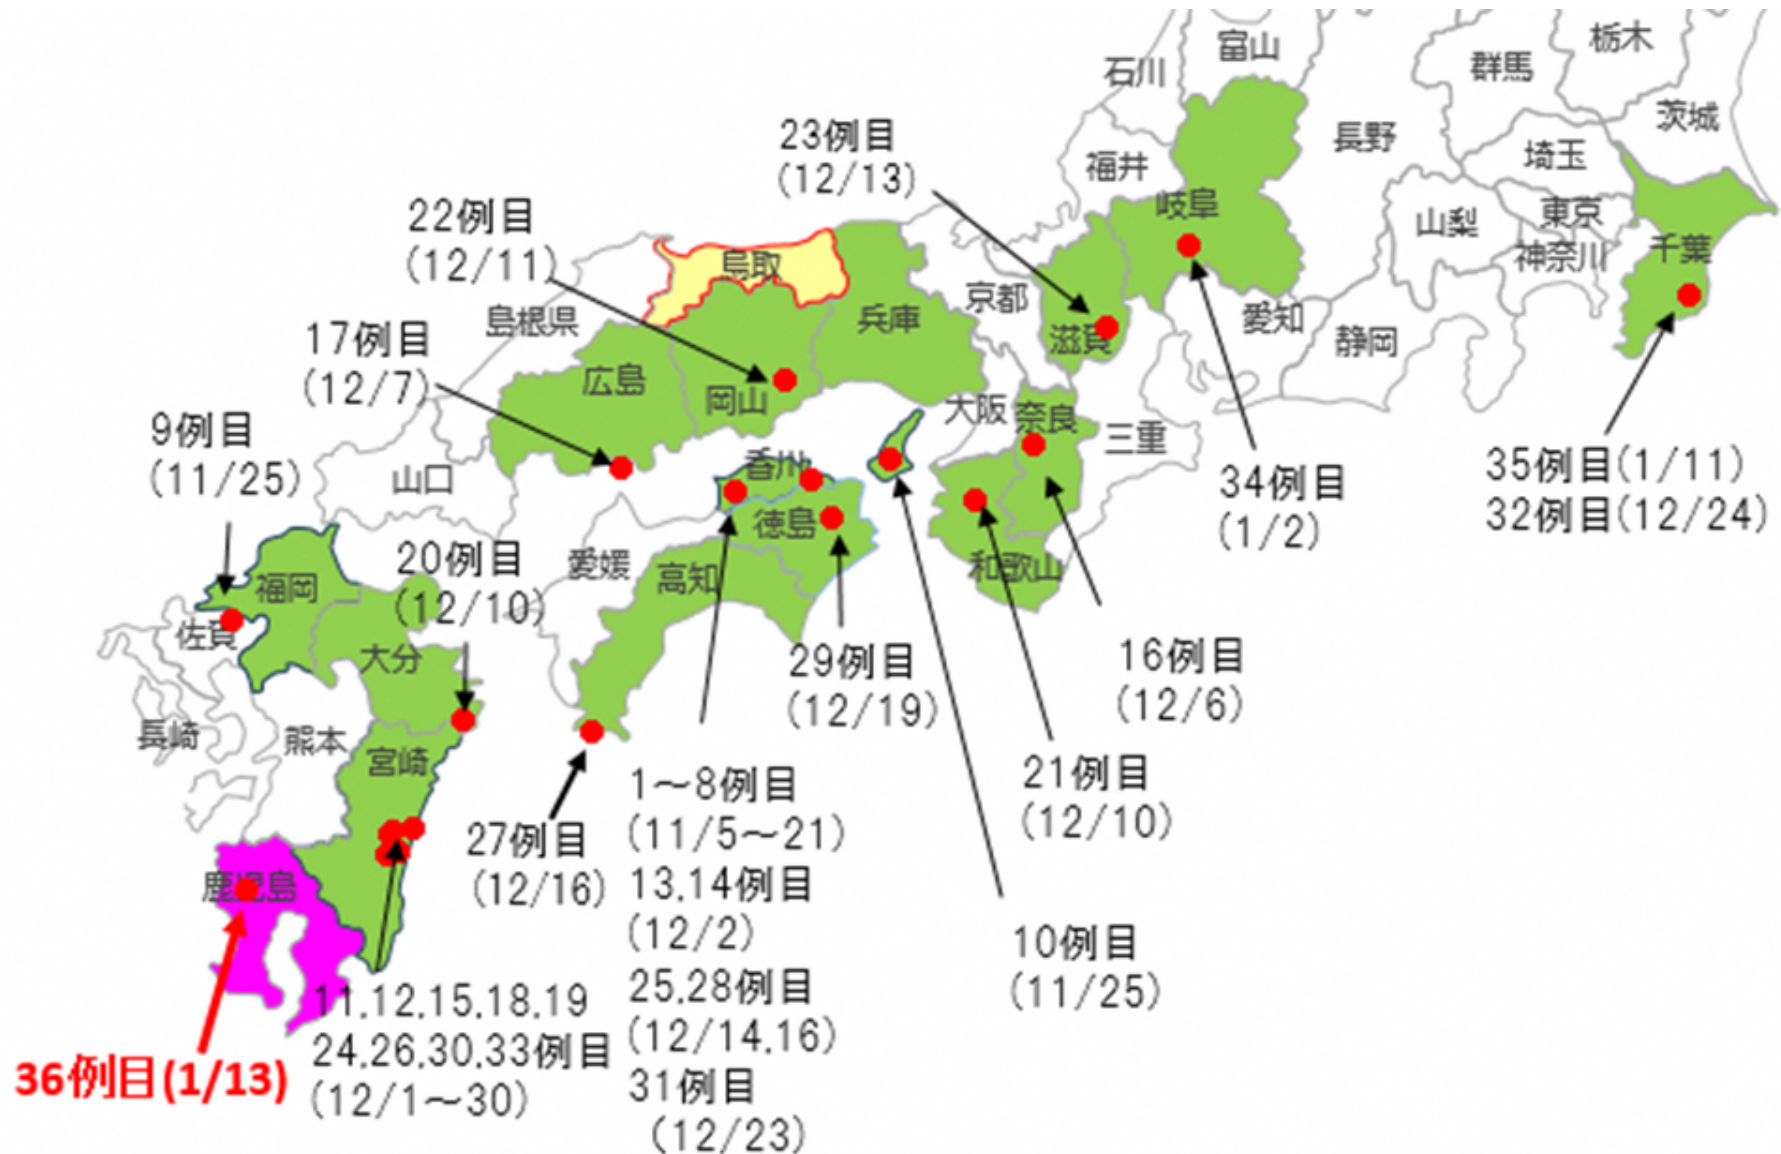 富山
栃木
石川
群馬
茨城
23例目
(12/13)
長野
福井
埼玉
22例目
(12/11)
岐阜
山梨
東京
神奈川
千葉
鳥取
京都
島根県
兵庫
愛知
静岡
滋賀
17例目
(12/7)
広島
岡山
大阪
奈良
三重
9例目
(11/25)
山口
香川
34例目
(1/2)
35例目(1/11)
32例目(12/24)
徳島
20例目
(12/10)
愛媛
高知
和歌山
福岡
佐賀
大分
29例目
(12/19)
16例目
(12/6)
長崎
熊本
宮崎
21例目
(12/10)
27例目
(12/16)
1～8例目
(11/5～21)
13,14例目
(12/2)
25,28例目
(12/14,16)
31例目
(12/23)
鹿児島
10例目
(11/25)
11,12,15,18,19
24,26,30,33例目
(12/1～30)
36例目(1/13)